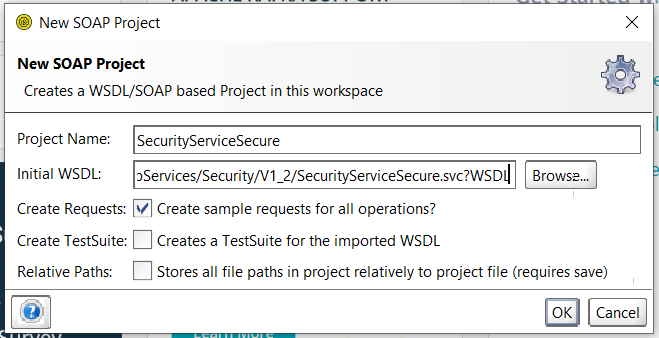 New SOAP Project
New SOAP Project
Creates a WSDL/SOAP based Project in this workspace
Project Name: SecurityServiceSecure
Initial WSDL: oServices/Security/V1_2/SecurityServiceSecure.svc?WSDL Browse...
Create Requests: Create sample requests for all operations?
Create TestSuite: Creates a TestSuite for the imported WSDL
Relative Paths: Stores all file paths in project relatively to project file (requires save)
OK Cancel
Learn More